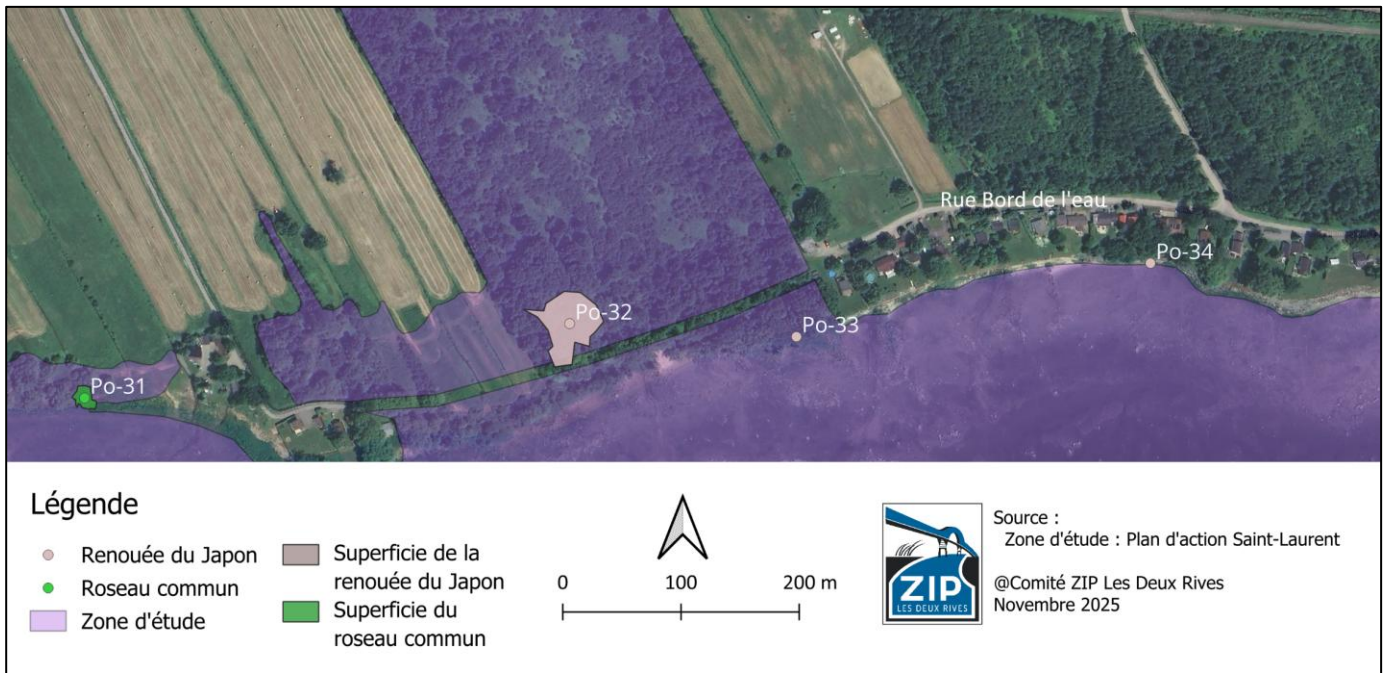 Rue Bord de l'eau
Po-34
Po-32
Po-33
Po-31
Légende
Renouée du Japon
Roseau commun
Zone d'étude
Superficie de la
renouée du Japon
Superficie du
roseau commun
0 100 200 m
ZIP
LES DEUX RIVES
Source :
Zone d'étude : Plan d'action Saint-Laurent
@Comité ZIP Les Deux Rives
Novembre 2025